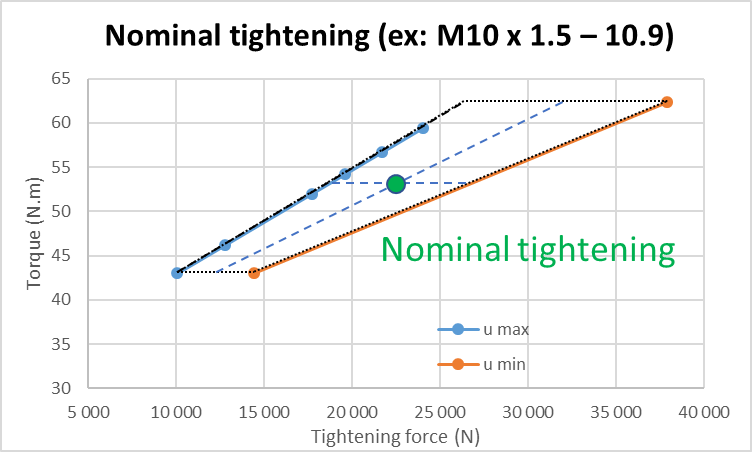 Nominal tightening (ex: M10 x 1.5 – 10.9)
65
60
55
50
45
40
35
30
Torque (N.m)
Nominal tightening
u max
u min
5 000 10 000 15 000 20 000 25 000 30 000 35 000 40 000
Tightening force (N)